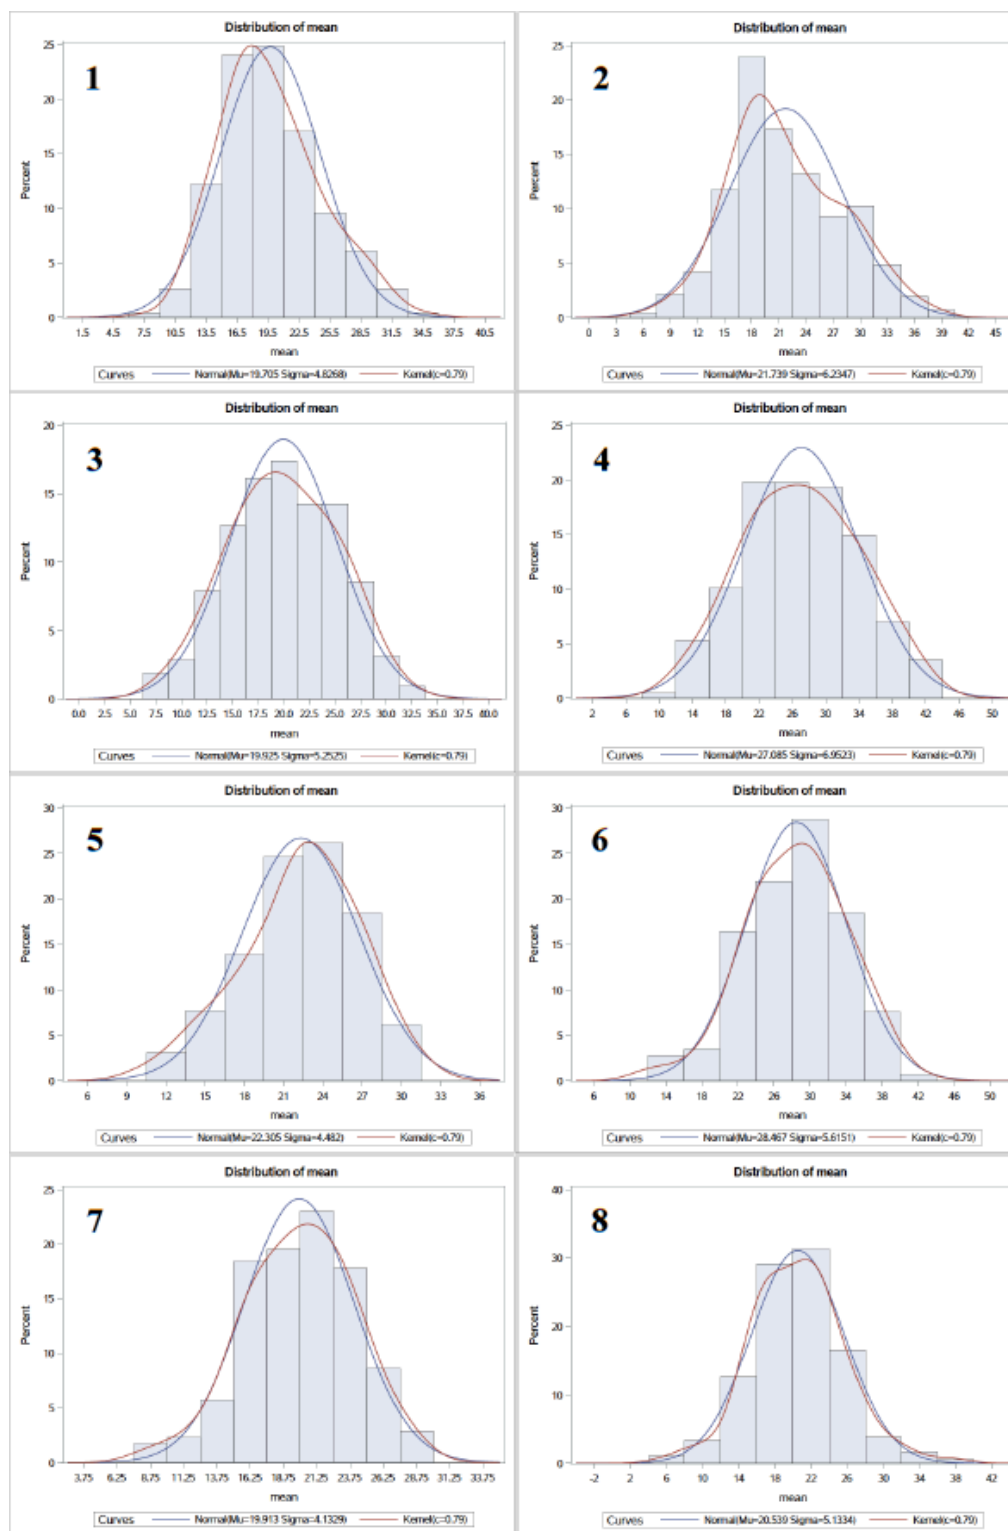 Distribution of mean
1
Percent
25
20
15
10
5
0
1.5 4.5 7.5 10.5 13.5 16.5 19.5 22.5 25.5 28.5 31.5 34.5 37.5 40.5
mean
Curves Normal(Mu=19.705 Sigma=4.8268) Kernel(c=0.79)
Distribution of mean
2
Percent
25
20
15
10
5
0
0 3 6 9 12 15 18 21 24 27 30 33 36 39 42 45
mean
Curves Normal(Mu=21.739 Sigma=6.2347) Kernel(c=0.79)
Distribution of mean
3
Percent
20
15
10
5
0
0.0 2.5 5.0 7.5 10.0 12.5 15.0 17.5 20.0 22.5 25.0 27.5 30.0 32.5 35.0 37.5 40.0
mean
Curves Normal(Mu=19.925 Sigma=5.2525) Kernel(c=0.79)
Distribution of mean
4
Percent
25
20
15
10
5
0
2 6 10 14 18 22 26 30 34 38 42 46 50
mean
Curves Normal(Mu=27.085 Sigma=6.9523) Kernel(c=0.79)
Distribution of mean
5
Percent
30
25
20
15
10
5
0
6 9 12 15 18 21 24 27 30 33 36
mean
Curves Normal(Mu=22.305 Sigma=4.482) Kernel(c=0.79)
Distribution of mean
6
Percent
30
25
20
15
10
5
0
6 10 14 18 22 26 30 34 38 42 46 50
mean
Curves Normal(Mu=28.467 Sigma=5.6151) Kernel(c=0.79)
Distribution of mean
7
Percent
25
20
15
10
5
0
3.75 6.25 8.75 11.25 13.75 16.25 18.75 21.25 23.75 26.25 28.75 31.25 33.75
mean
Curves Normal(Mu=19.913 Sigma=4.1329) Kernel(c=0.79)
Distribution of mean
8
Percent
40
30
20
10
0
-2 2 6 10 14 18 22 26 30 34 38 42
mean
Curves Normal(Mu=20.539 Sigma=5.1334) Kernel(c=0.79)